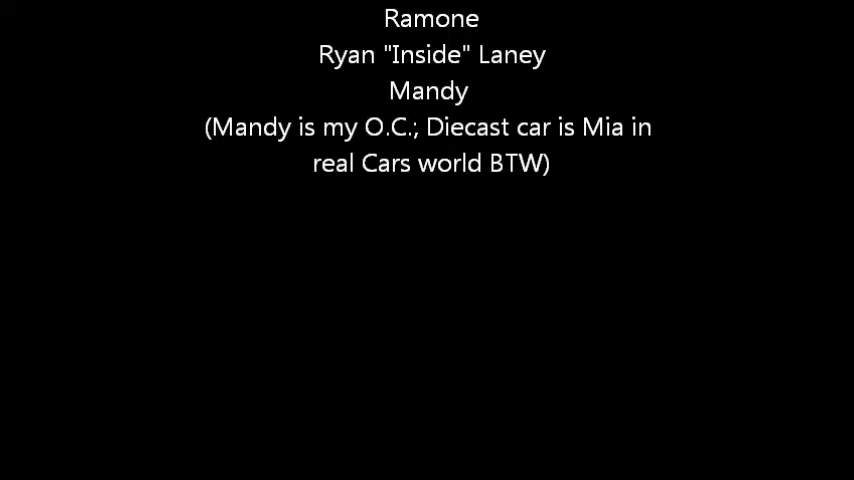 Ramone
Ryan "Inside" Laney
Mandy
(Mandy is my O.C.; Diecast car is Mia in
real Cars world BTW)